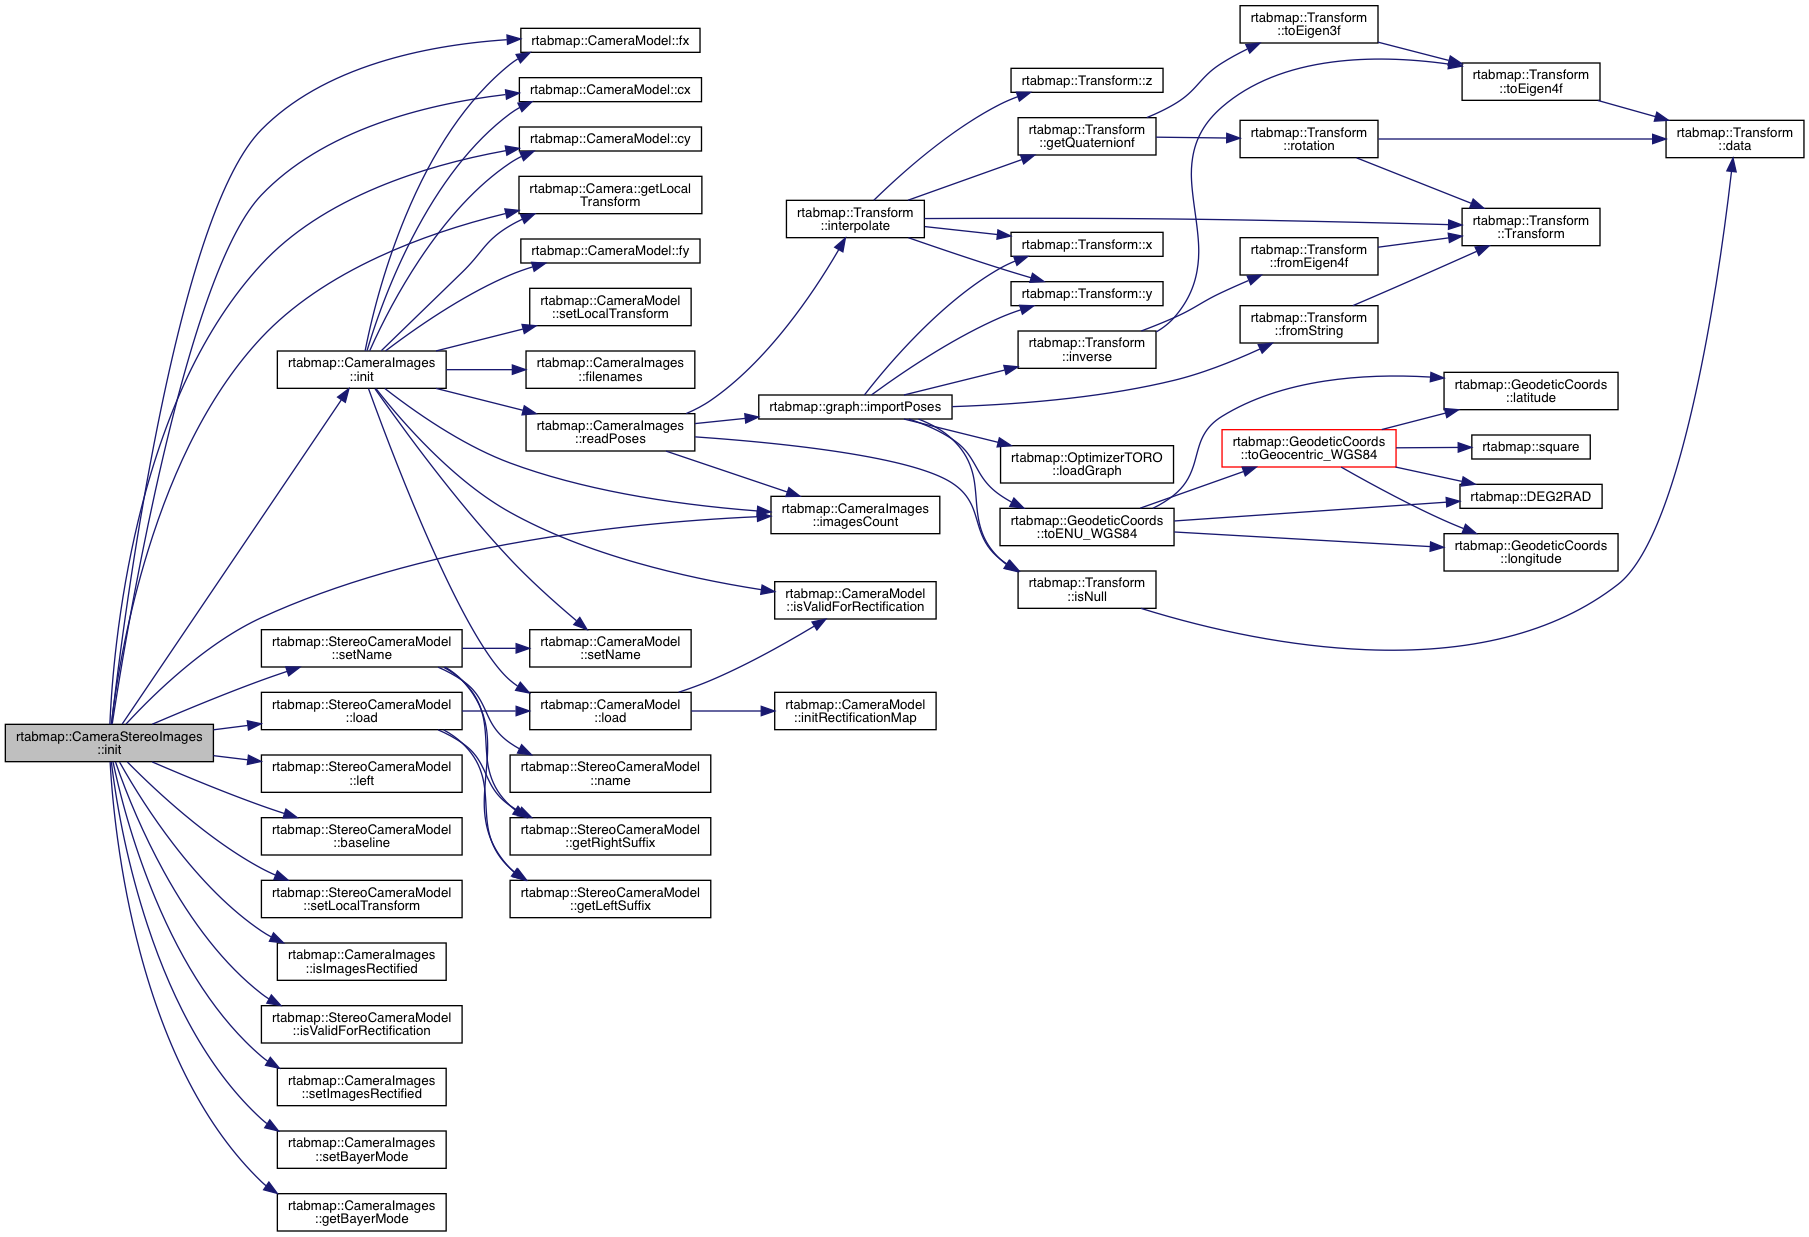 rtabmap::CameraStereoImages
::init
rtabmap::CameraImages
::init
rtabmap::StereoCameraModel
::setName
rtabmap::StereoCameraModel
::load
rtabmap::StereoCameraModel
::left
rtabmap::StereoCameraModel
::baseline
rtabmap::StereoCameraModel
::setLocalTransform
rtabmap::CameraImages
::isImagesRectified
rtabmap::StereoCameraModel
::isValidForRectification
rtabmap::CameraImages
::setImagesRectified
rtabmap::CameraImages
::setBayerMode
rtabmap::CameraImages
::getBayerMode
rtabmap::CameraModel::fx
rtabmap::CameraModel::cx
rtabmap::CameraModel::cy
rtabmap::Camera::getLocal
Transform
rtabmap::CameraModel::fy
rtabmap::CameraModel
::setLocalTransform
rtabmap::CameraImages
::filenames
rtabmap::CameraImages
::readPoses
rtabmap::CameraModel
::setName
rtabmap::CameraModel
::load
rtabmap::StereoCameraModel
::name
rtabmap::StereoCameraModel
::getRightSuffix
rtabmap::StereoCameraModel
::getLeftSuffix
rtabmap::Transform
::interpolate
rtabmap::graph::importPoses
rtabmap::CameraImages
::imagesCount
rtabmap::CameraModel
::isValidForRectification
rtabmap::CameraModel
::initRectificationMap
rtabmap::Transform::z
rtabmap::Transform
::getQuaternionf
rtabmap::Transform::x
rtabmap::Transform::y
rtabmap::Transform
::inverse
rtabmap::OptimizerTORO
::loadGraph
rtabmap::GeodeticCoords
::toENU_WGS84
rtabmap::Transform
::isNull
rtabmap::Transform
::toEigen3f
rtabmap::Transform
::rotation
rtabmap::Transform
::fromEigen4f
rtabmap::Transform
::fromString
rtabmap::GeodeticCoords
::toGeocentric_WGS84
rtabmap::Transform
::toEigen4f
rtabmap::Transform
::Transform
rtabmap::GeodeticCoords
::latitude
rtabmap::square
rtabmap::DEG2RAD
rtabmap::GeodeticCoords
::longitude
rtabmap::Transform
::data